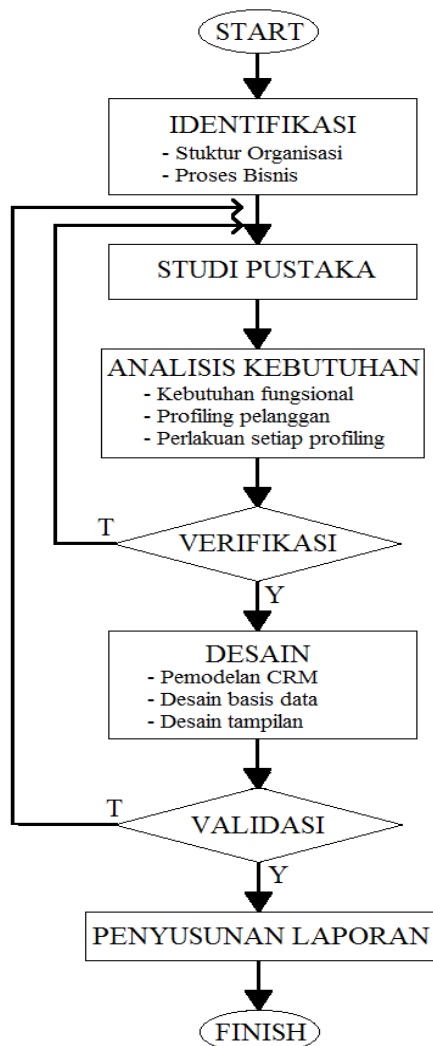 START
IDENTIFIKASI
- Stuktur Organisasi
- Proses Bisnis
STUDI PUSTAKA
ANALISIS KEBUTUHAN
- Kebutuhan fungsional
- Profiling pelanggan
- Perlakuan setiap profiling
T
VERIFIKASI
Y
DESAIN
- Pemodelan CRM
- Desain basis data
- Desain tampilan
T
VALIDASI
Y
PENYUSUNAN LAPORAN
FINISH